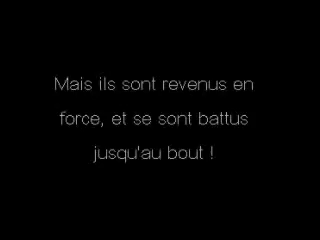 Mais ils sont revenus en
force, et se sont battus
jusqu'au bout !